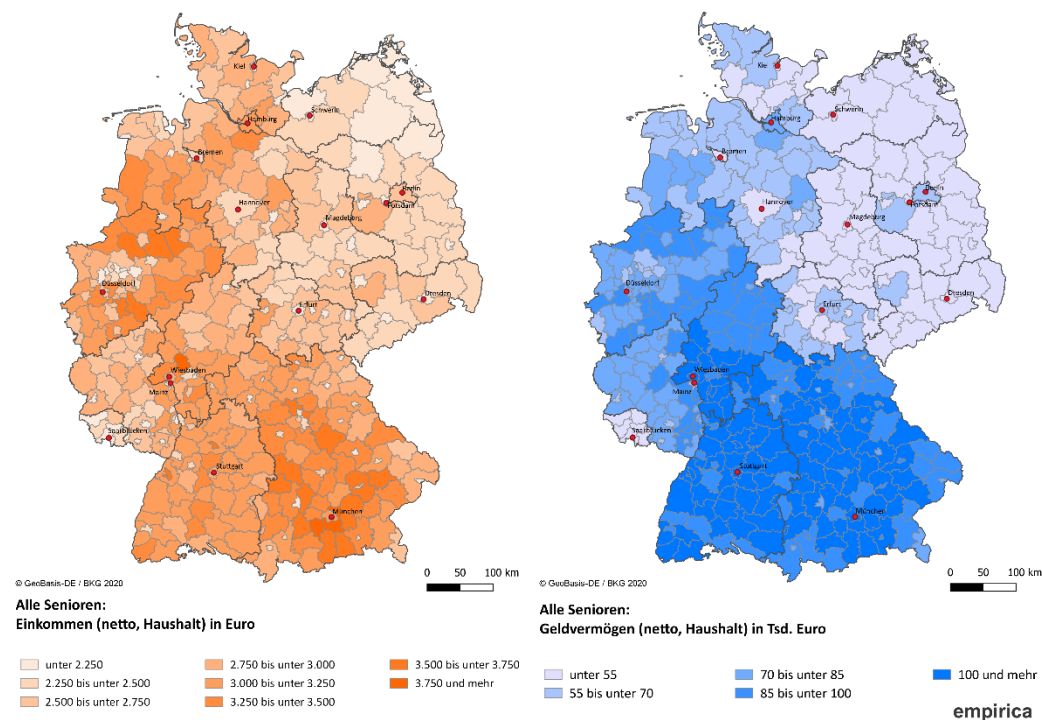 Kiel
Schwerin
Hamburg
Bremen
Berlin
Potsdam
Hannover
Magdeburg
Düsseldorf
Erfurt
Dresden
Wiesbaden
Mainz
Saarbrücken
Stuttgart
München
© GeoBasis-DE / BKG 2020
0 50 100 km
Alle Senioren:
Einkommen (netto, Haushalt) in Euro
unter 2.250
2.250 bis unter 2.500
2.500 bis unter 2.750
2.750 bis unter 3.000
3.000 bis unter 3.250
3.250 bis unter 3.500
3.500 bis unter 3.750
3.750 und mehr
Kiel
Schwerin
Hamburg
Bremen
Berlin
Potsdam
Hannover
Magdeburg
Düsseldorf
Erfurt
Dresden
Wiesbaden
Mainz
Saarbrücken
Stuttgart
München
© GeoBasis-DE / BKG 2020
0 50 100 km
Alle Senioren:
Geldvermögen (netto, Haushalt) in Tsd. Euro
unter 55
55 bis unter 70
70 bis unter 85
85 bis unter 100
100 und mehr
empirica